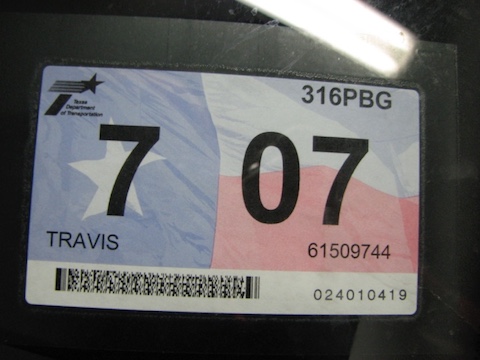 Texas
Department
of Transportation
316PBG
7 07
TRAVIS
61509744
024010419